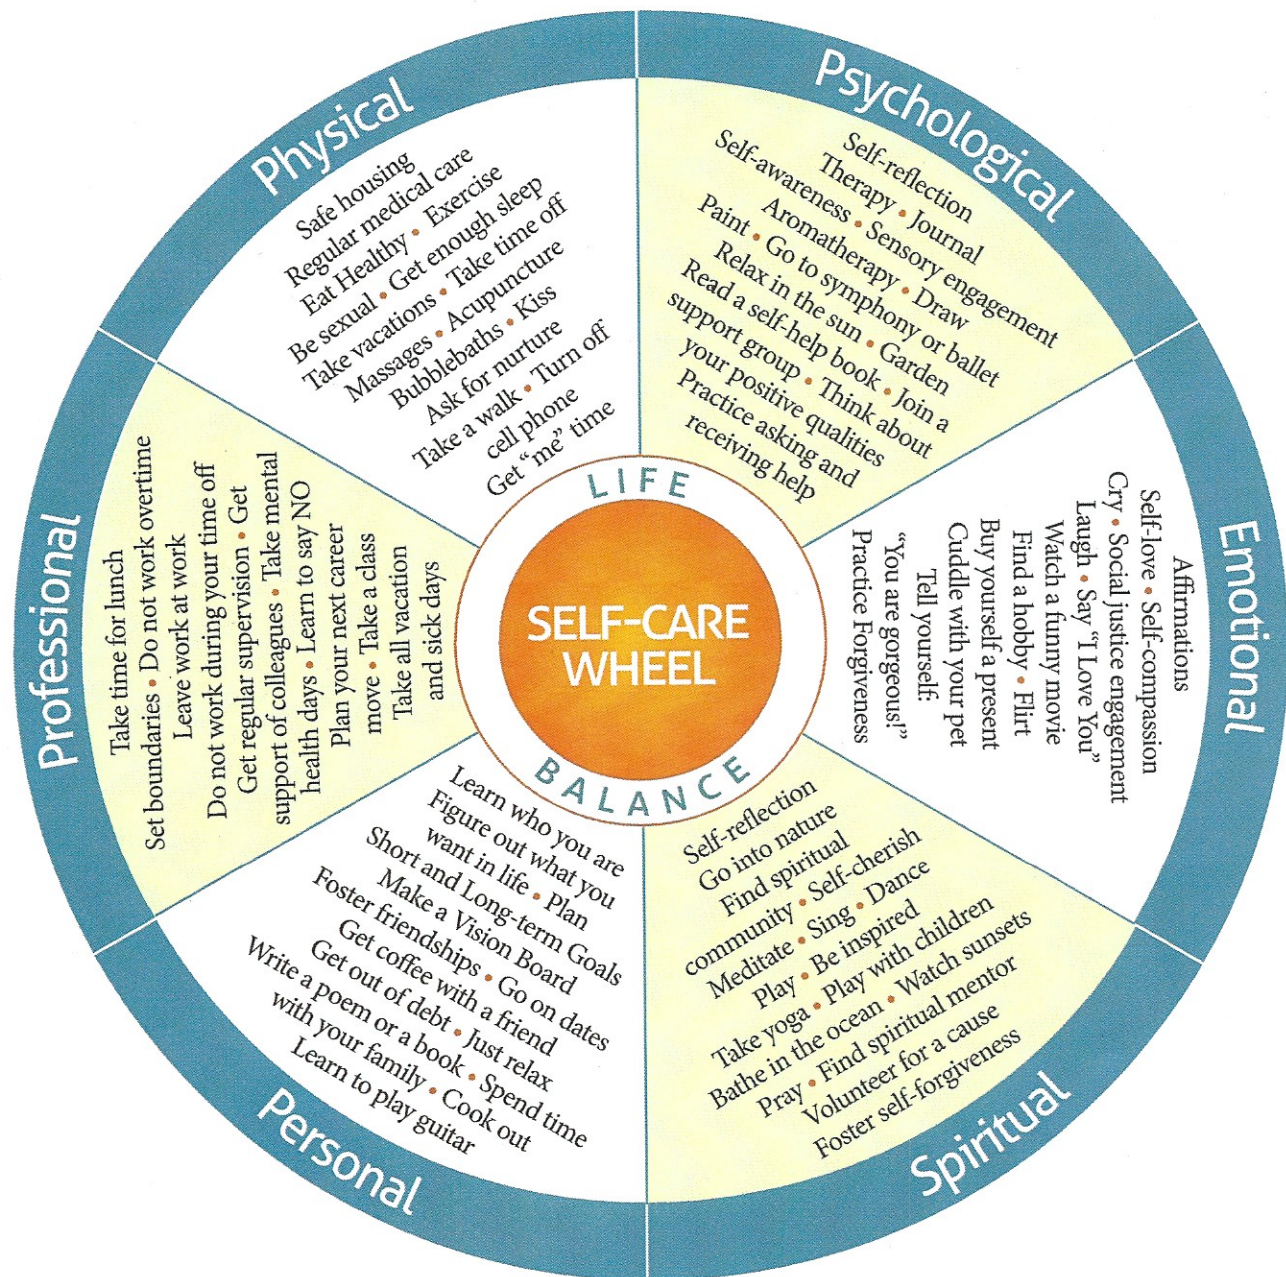 Physical
Safe housing
Regular medical care
Eat Healthy • Exercise
Be sexual • Get enough sleep
Take vacations • Take time off
Massages • Acupuncture
Bubblebaths • Kiss
Ask for nurture
Take a walk • Turn off
cell phone
Get “me” time
Psychological
Self-reflection
Therapy • Journal
Self-awareness • Sensory engagement
Aromatherapy • Draw
Paint • Go to symphony or ballet
Relax in the sun • Garden
Read a self-help book • Join a
support group • Think about
your positive qualities
Practice asking and
receiving help
Emotional
Affirmations
Self-love • Self-compassion
Cry • Social justice engagement
Laugh • Say “I Love You”
Watch a funny movie
Find a hobby • Flirt
Buy yourself a present
Cuddle with your pet
Tell yourself:
“You are gorgeous!”
Practice Forgiveness
Spiritual
Self-reflection
Go into nature
Find spiritual
community • Self-cherish
Meditate • Sing • Dance
Play • Be inspired
Take yoga • Play with children
Bathe in the ocean • Watch sunsets
Pray • Find spiritual mentor
Volunteer for a cause
Foster self-forgiveness
Personal
Learn who you are
Figure out what you
want in life • Plan
Short and Long-term Goals
Make a Vision Board
Foster friendships • Go on dates
Get coffee with a friend
Get out of debt • Just relax
Write a poem or a book • Spend time
with your family • Cook out
Learn to play guitar
Professional
Take time for lunch
Set boundaries • Do not work overtime
Leave work at work
Do not work during your time off
Get regular supervision • Get
support of colleagues • Take mental
health days • Learn to say NO
Plan your next career
move • Take a class
Take all vacation
and sick days
LIFE
SELF-CARE
WHEEL
BALANCE